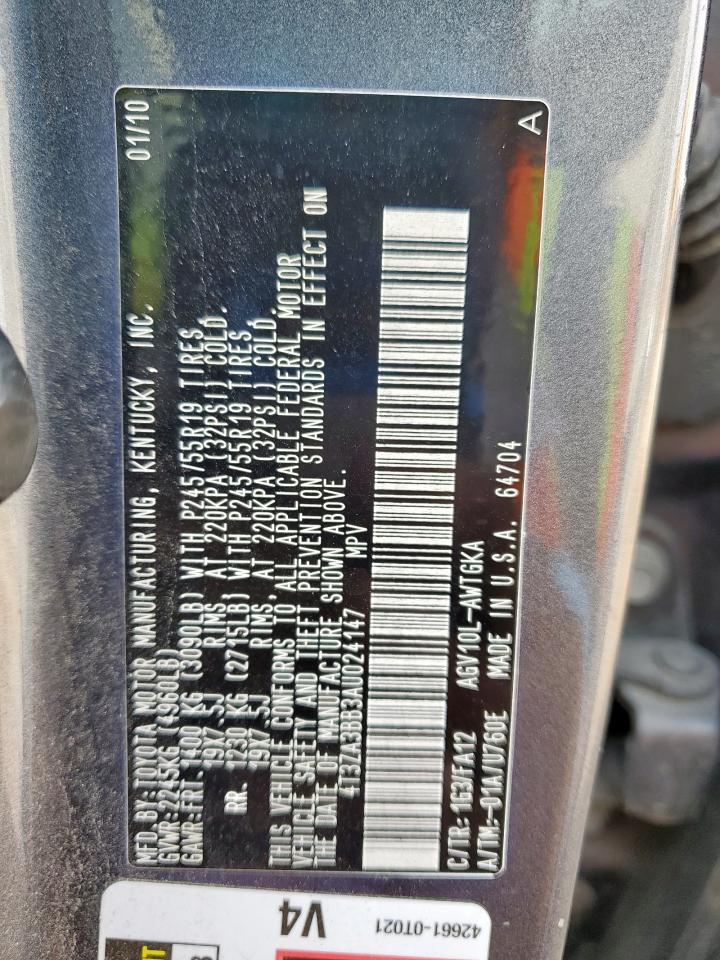 MFD. BY: TOYOTA MOTOR MANUFACTURING, KENTUCKY, INC. 01/10
GVWR: 2245KG (4960LB)
GAWR: FRT. 1400 KG (3090LB) WITH P245/55R19 TIRES,
19X7.5J RIMS, AT 220KPA (32PSI) COLD.
RR. 1230 KG (2715LB) WITH P245/55R19 TIRES,
19X7.5J RIMS, AT 220KPA (32PSI) COLD.
THIS VEHICLE CONFORMS TO ALL APPLICABLE FEDERAL MOTOR
VEHICLE SAFETY AND THEFT PREVENTION STANDARDS IN EFFECT ON
THE DATE OF MANUFACTURE SHOWN ABOVE.
4T3ZA3BB3AU024147 MPV
C/TR: 1G3/FA12 AGV10L-AWTGKA
A/TM: -01A/U760E MADE IN U.S.A. 64704 A
V4
42661-0T021